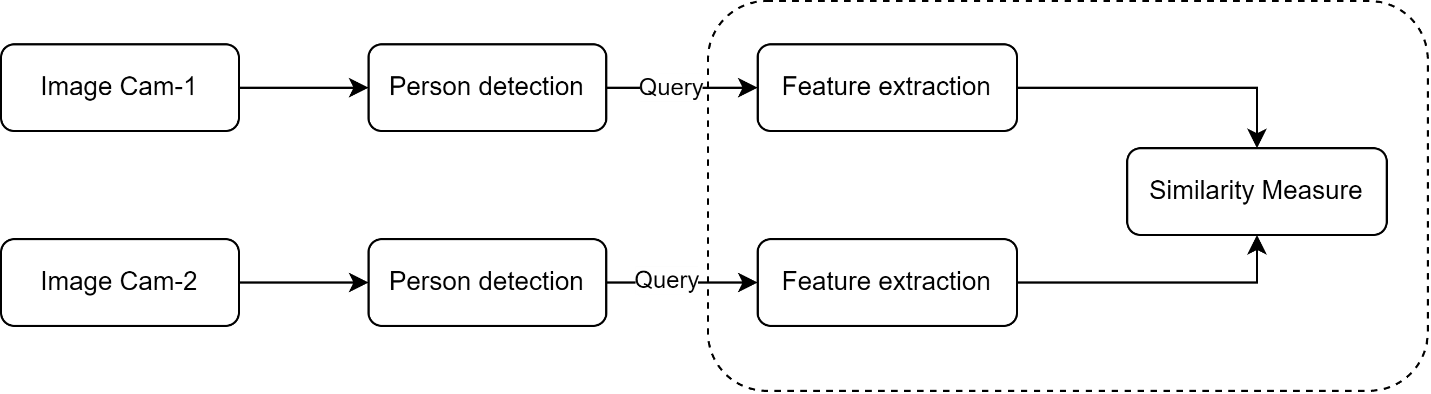 Image Cam-1
Person detection
Query
Feature extraction
Similarity Measure
Image Cam-2
Person detection
Query
Feature extraction